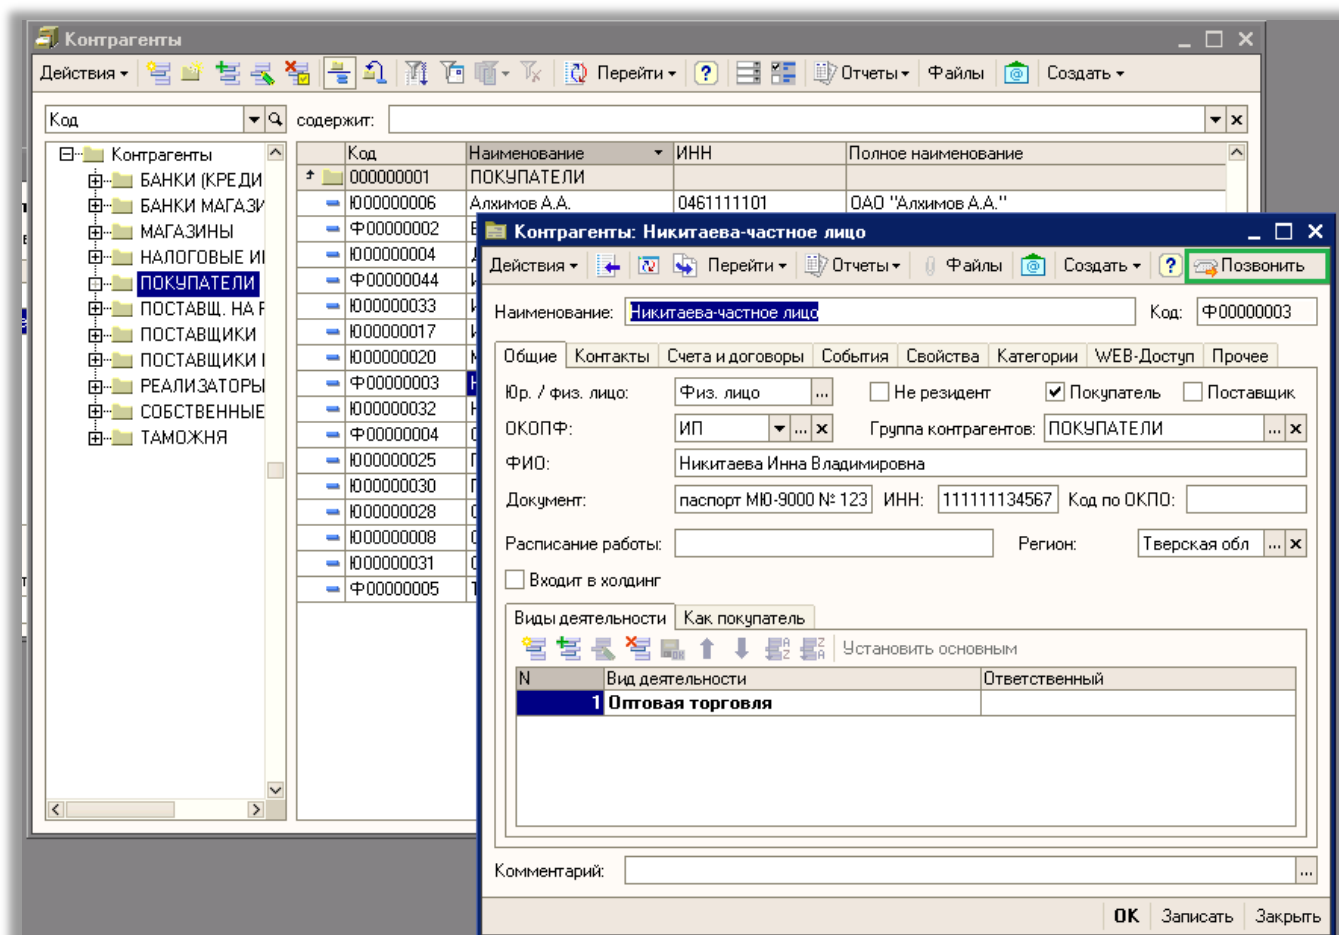 Контрагенты
Действия Перейти Отчеты Файлы Создать
Код содержит:
Контрагенты
БАНКИ (КРЕДИ
БАНКИ МАГАЗИ
МАГАЗИНЫ
НАЛОГОВЫЕ И
ПОКУПАТЕЛИ
ПОСТАВЩ. НА Р
ПОСТАВЩИКИ
ПОСТАВЩИКИ
РЕАЛИЗАТОРЫ
СОБСТВЕННЫЕ
ТАМОЖНЯ
Код Наименование ИНН Полное наименование
000000001 ПОКУПАТЕЛИ
Ю00000006 Алхимов А.А. 0461111101 ОАО "Алхимов А.А."
Ф00000002
Ю00000004
Ф00000044
Ю00000033
Ю00000017
Ю00000020
Ф00000003
Ю00000032
Ф00000004
Ю00000025
Ю00000030
Ю00000028
Ю00000008
Ю00000031
Ф00000005
Контрагенты: Никитаева-частное лицо
Действия Перейти Отчеты Файлы Создать ? Позвонить
Наименование: Никитаева-частное лицо Код: Ф00000003
Общие Контакты Счета и договоры События Свойства Категории WEB-Доступ Прочее
Юр. / физ. лицо: Физ. лицо ... Не резидент Покупатель Поставщик
ОКОПФ: ИП ... Группа контрагентов: ПОКУПАТЕЛИ ...
ФИО: Никитаева Инна Владимировна
Документ: паспорт МЮ-9000 № 123 ИНН: 111111134567 Код по ОКПО:
Расписание работы: Регион: Тверская обл ...
Входит в холдинг
Виды деятельности Как покупатель
Установить основным
N Вид деятельности Ответственный
1 Оптовая торговля
Комментарий: ...
OK Записать Закрыть